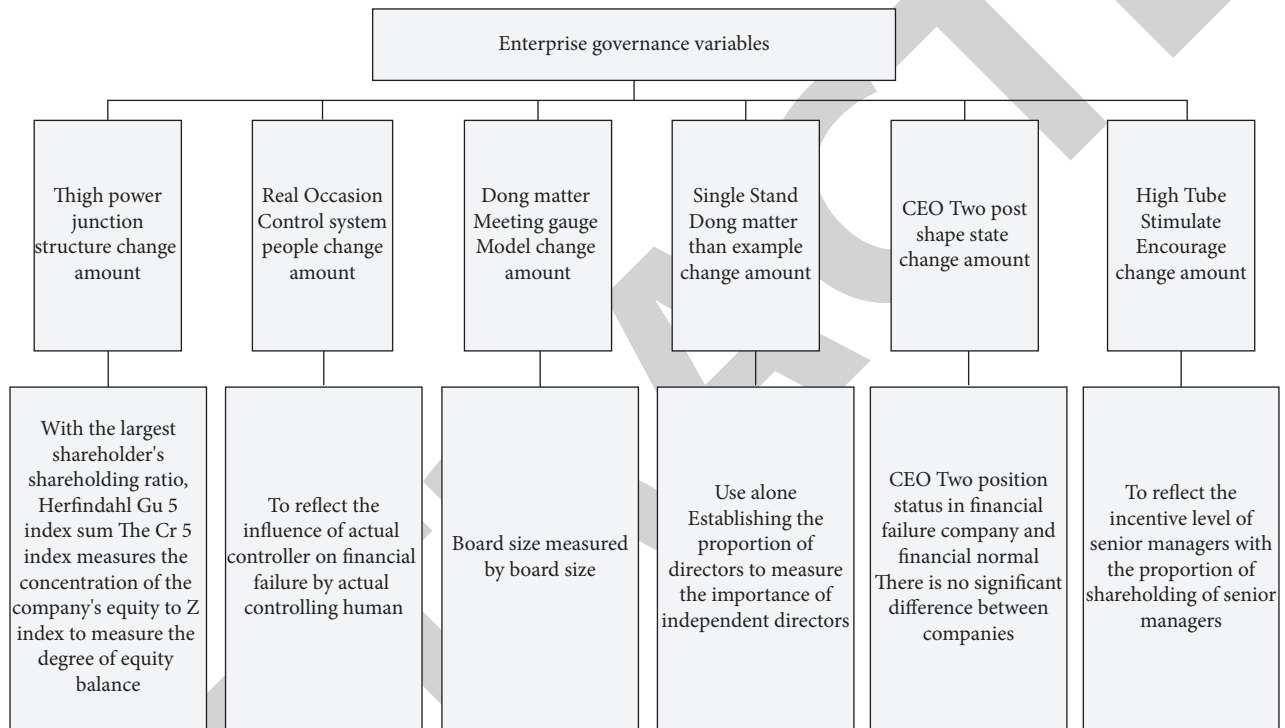 Enterprise governance variables
Thigh power
junction
structure change
amount
Real Occasion
Control system
people change
amount
Dong matter
Meeting gauge
Model change
amount
Single Stand
Dong matter
than example
change amount
CEO Two post
shape state
change amount
High Tube
Stimulate
Encourage
change amount
With the largest
shareholder's
shareholding ratio,
Herfindahl Gu 5
index sum The Cr 5
index measures the
concentration of the
company's equity to Z
index to measure the
degree of equity
balance
To reflect the
influence of actual
controller on financial
failure by actual
controlling human
Board size measured
by board size
Use alone
Establishing the
proportion of
directors to measure
the importance of
independent directors
CEO Two position
status in financial
failure company and
financial normal
There is no significant
difference between
companies
To reflect the
incentive level of
senior managers with
the proportion of
shareholding of senior
managers